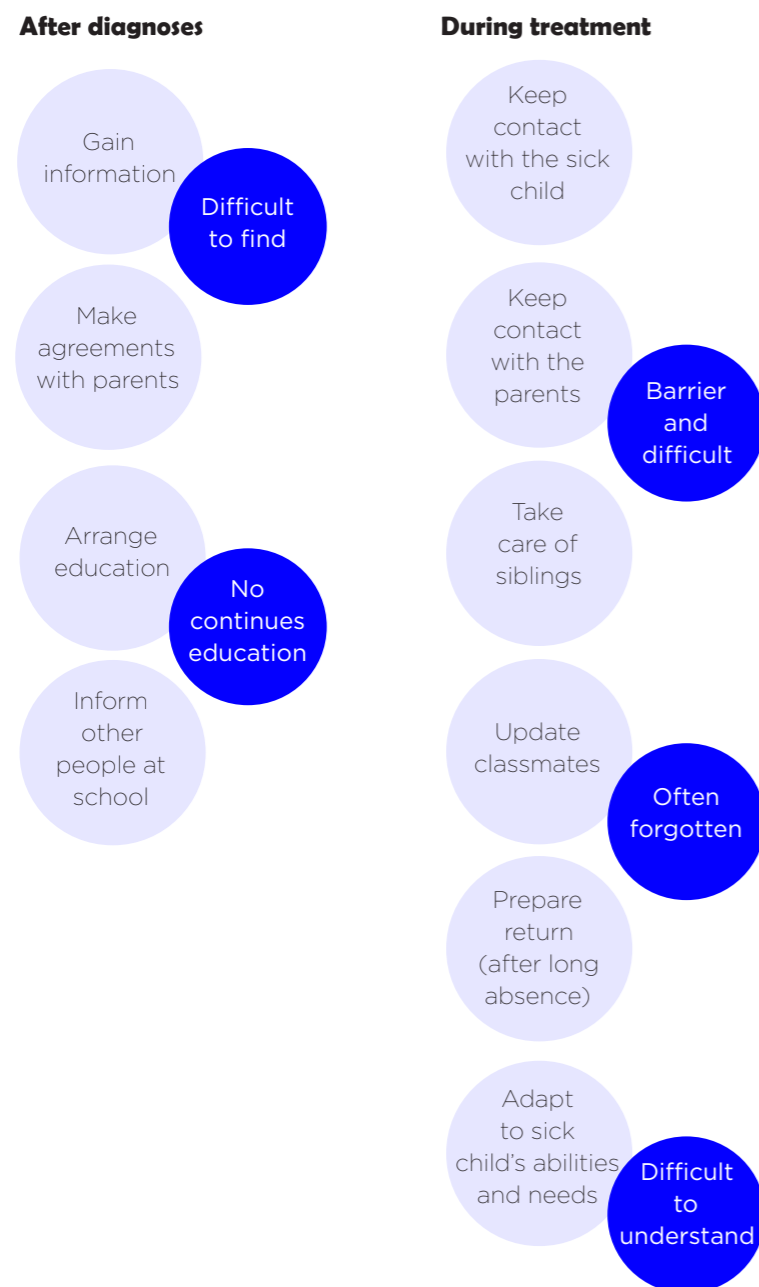 After diagnoses
Gain
information
Difficult
to find
Make
agreements
with parents
Arrange
education
No
continues
education
Inform
other
people at
school
During treatment
Keep
contact
with the sick
child
Keep
contact
with the
parents
Barrier
and
difficult
Take
care of
siblings
Update
classmates
Often
forgotten
Prepare
return
(after long
absence)
Adapt
to sick
child's abilities
and needs
Difficult
to
understand